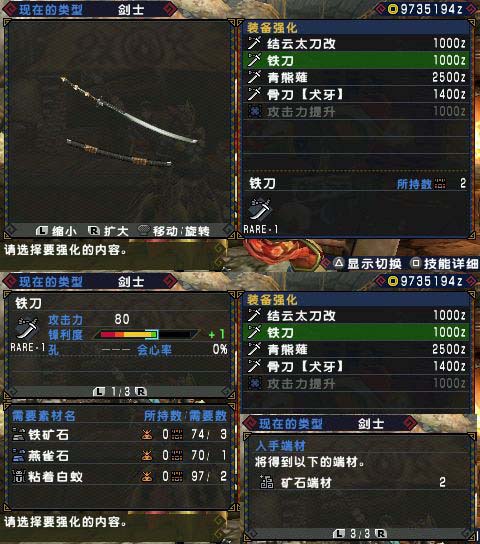 现在的类型 剑士
9735194z
装备强化
结云太刀改 1000z
铁刀 1000z
青熊薙 2500z
骨刀【犬牙】 1400z
攻击力提升 1000z
铁刀 所持数 2
RARE-1
L 缩小 R 扩大 移动/旋转
请选择要强化的内容。
△显示切换 □技能详细
现在的类型 剑士
9735194z
铁刀
攻击力 80
锋利度 +1
RARE-1
孔 --- 会心率 0%
L 1/3 R
装备强化
结云太刀改 1000z
铁刀 1000z
青熊薙 2500z
骨刀【犬牙】 1400z
攻击力提升 1000z
需要素材名 所持数/需要数
铁矿石 0 74/ 3
燕雀石 0 70/ 1
粘着白蚁 0 97/ 2
请选择要强化的内容。
现在的类型 剑士
入手端材
将得到以下的端材。
矿石端材 2
L 3/3 R